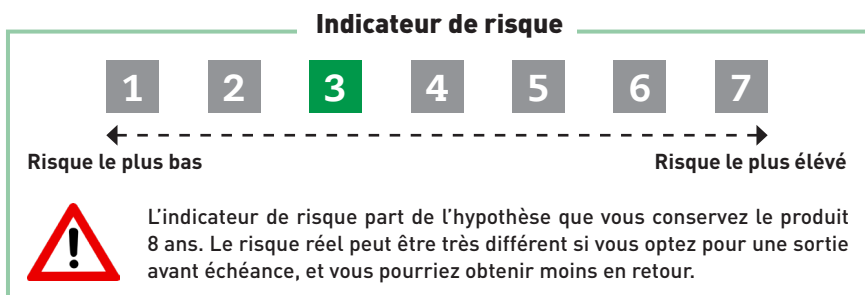 Indicateur de risque
1 2 3 4 5 6 7
Risque le plus bas Risque le plus élévé
L'indicateur de risque part de l'hypothèse que vous conservez le produit
8 ans. Le risque réel peut être très différent si vous optez pour une sortie
avant échéance, et vous pourriez obtenir moins en retour.